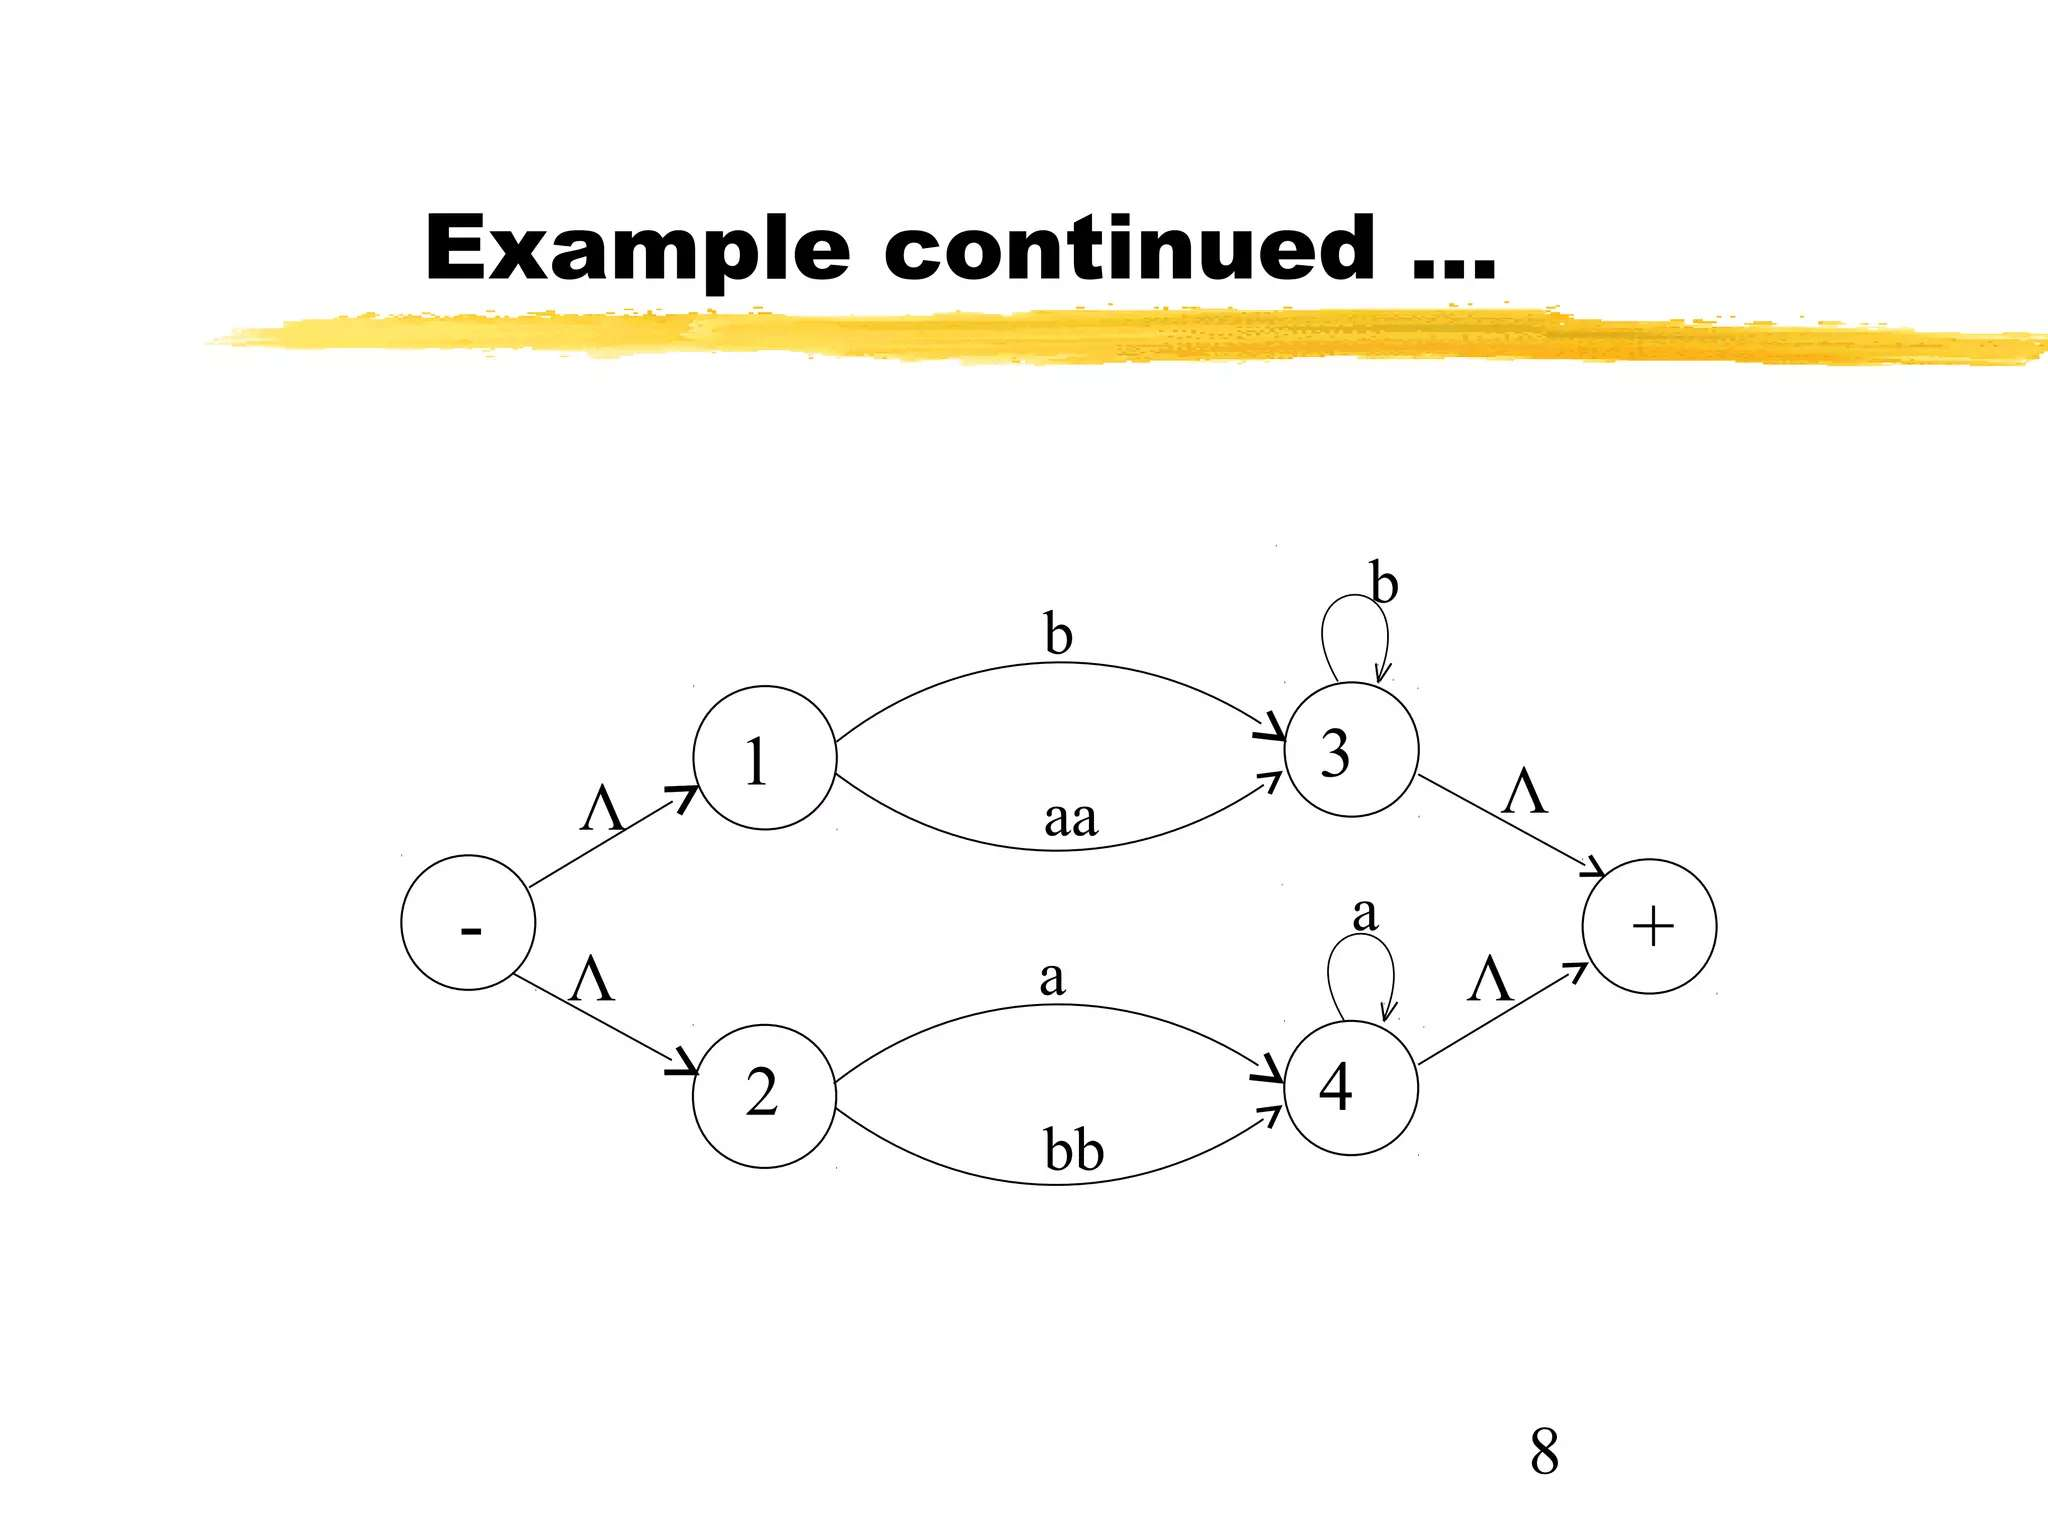 Example continued ...
b
b
1
3
Λ
aa
Λ
-
+
a
Λ
a
Λ
2
4
bb
8